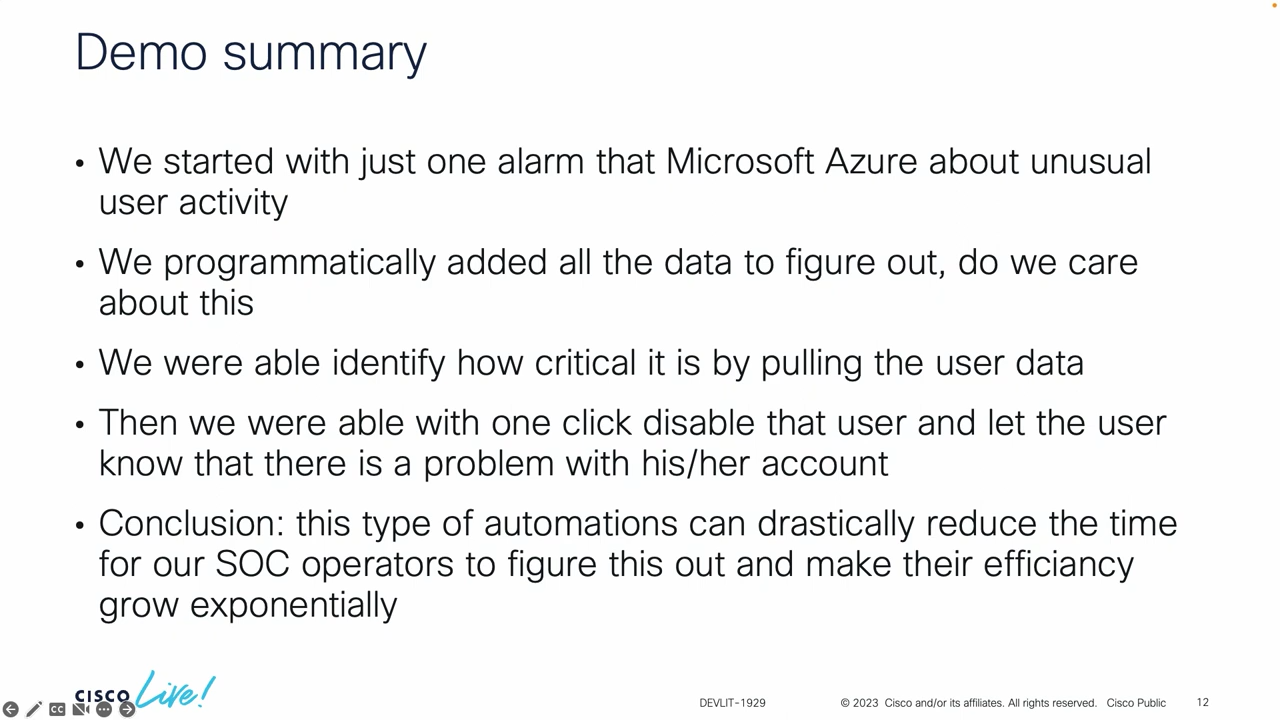 Demo summary
• We started with just one alarm that Microsoft Azure about unusual
user activity
• We programmatically added all the data to figure out, do we care
about this
• We were able identify how critical it is by pulling the user data
• Then we were able with one click disable that user and let the user
know that there is a problem with his/her account
• Conclusion: this type of automations can drastically reduce the time
for our SOC operators to figure this out and make their efficiancy
grow exponentially
CISCO Live!
CC
DEVLIT-1929
© 2023 Cisco and/or its affiliates. All rights reserved. Cisco Public
12